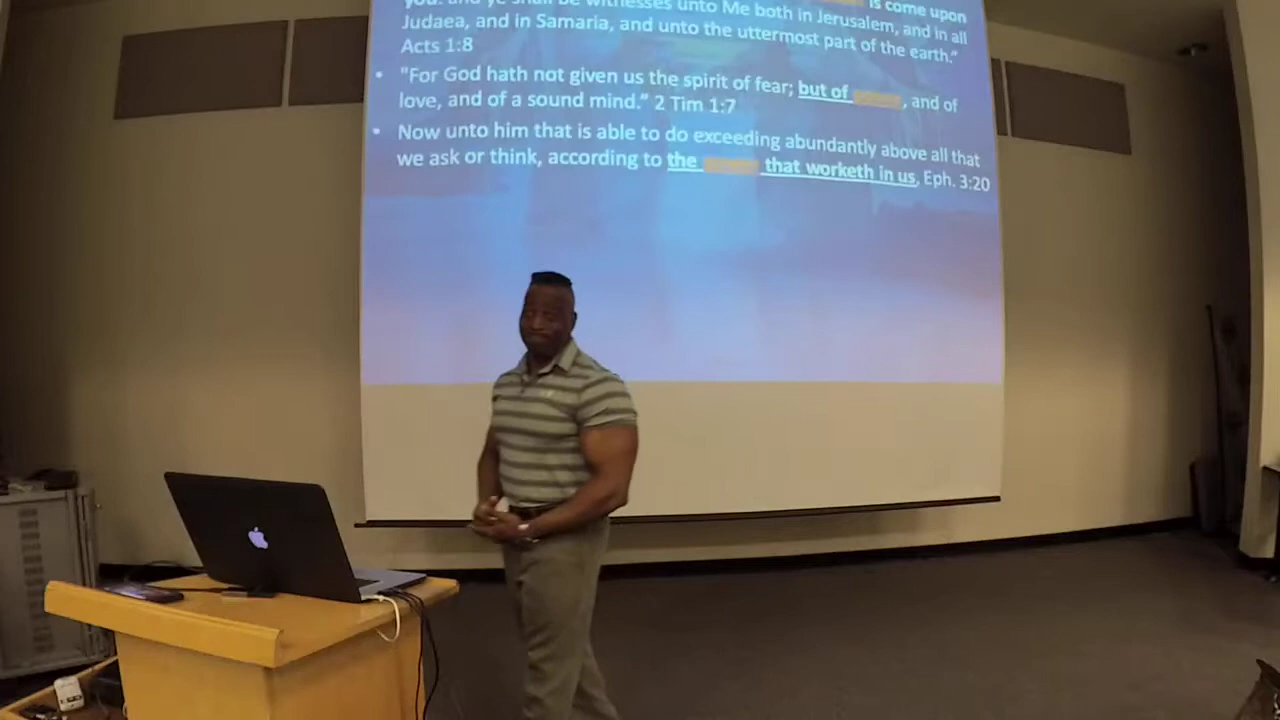 you: and ye shall be witnesses unto Me both in Jerusalem, and in all
is come upon
Judaea, and in Samaria, and unto the uttermost part of the earth."
Acts 1:8
• "For God hath not given us the spirit of fear; but of , and of
love, and of a sound mind." 2 Tim 1:7
• Now unto him that is able to do exceeding abundantly above all that
we ask or think, according to the that worketh in us, Eph. 3:20